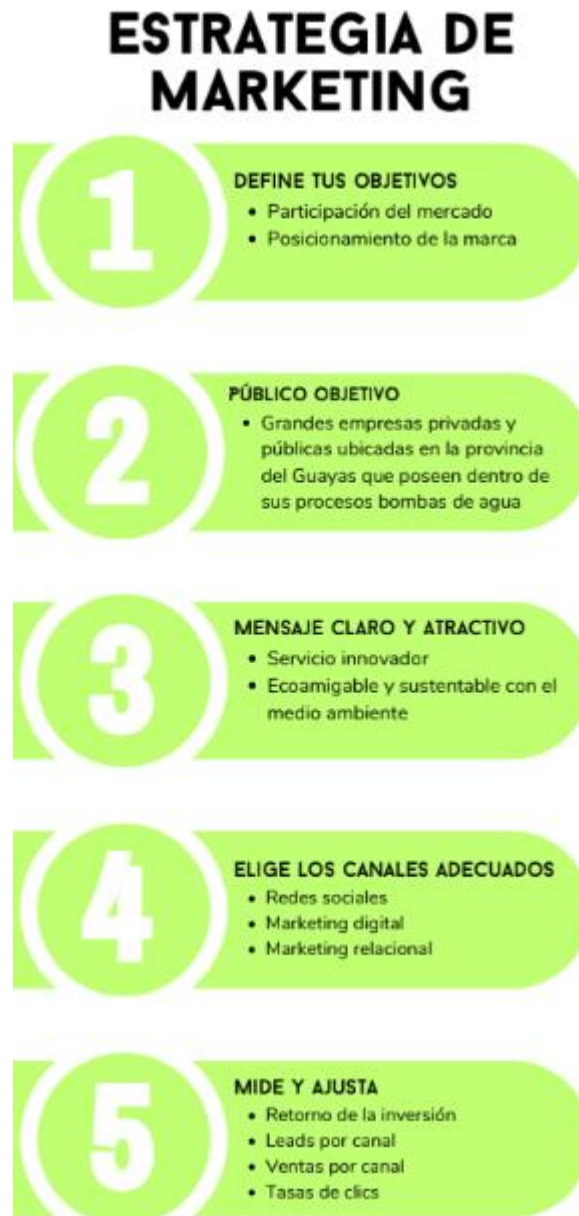 ESTRATEGIA DE
MARKETING
1
DEFINE TUS OBJETIVOS
• Participación del mercado
• Posicionamiento de la marca
2
PÚBLICO OBJETIVO
• Grandes empresas privadas y
públicas ubicadas en la provincia
del Guayas que poseen dentro de
sus procesos bombas de agua
3
MENSAJE CLARO Y ATRACTIVO
• Servicio innovador
• Ecoamigable y sustentable con el
medio ambiente
4
ELIGE LOS CANALES ADECUADOS
• Redes sociales
• Marketing digital
• Marketing relacional
5
MIDE Y AJUSTA
• Retorno de la inversión
• Leads por canal
• Ventas por canal
• Tasas de clics